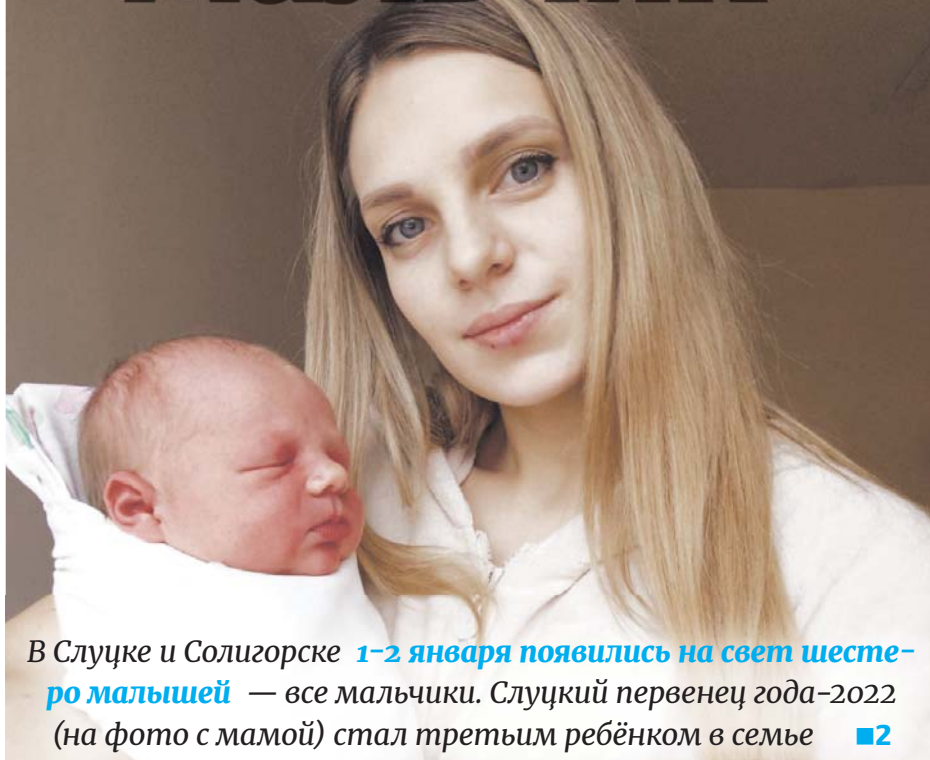 В Слуцке и Солигорске 1-2 января появились на свет шесте-
ро малышей — все мальчики. Слуцкий первенец года-2022
(на фото с мамой) стал третьим ребёнком в семье ■2